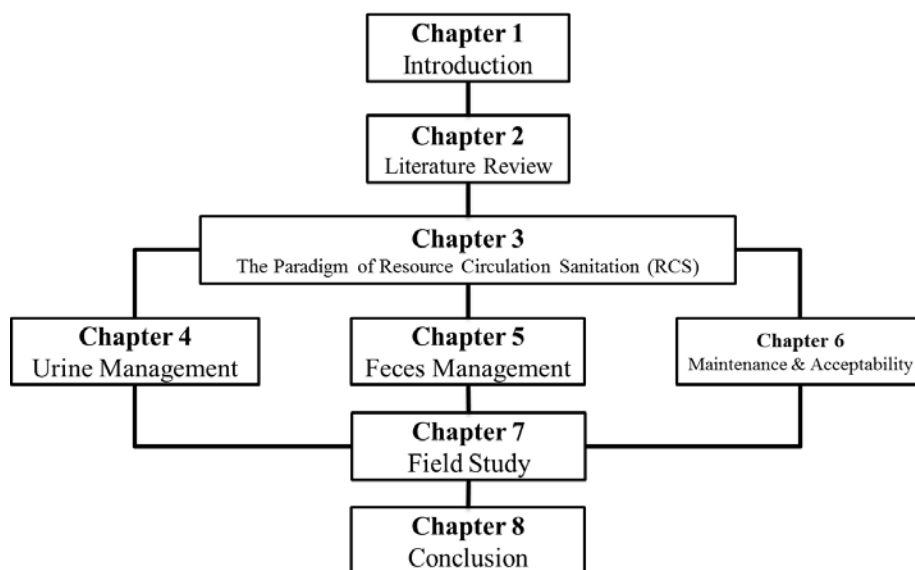 Chapter 1
Introduction
Chapter 2
Literature Review
Chapter 3
The Paradigm of Resource Circulation Sanitation (RCS)
Chapter 4
Urine Management
Chapter 5
Feces Management
Chapter 6
Maintenance & Acceptability
Chapter 7
Field Study
Chapter 8
Conclusion